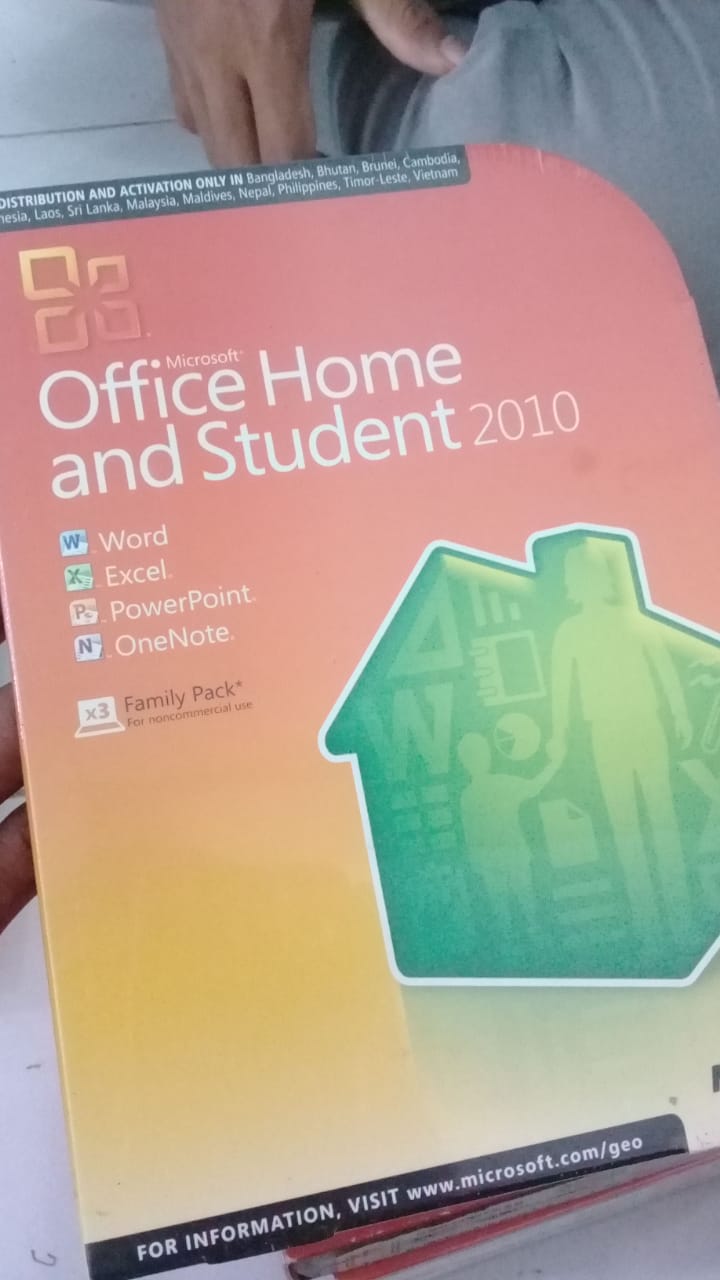 DISTRIBUTION AND ACTIVATION ONLY IN Bangladesh, Bhutan, Brunei, Cambodia,
Laos, Sri Lanka, Malaysia, Maldives, Nepal, Philippines, Timor-Leste, Vietnam
Microsoft®
Office Home
and Student 2010
Word
Excel®
PowerPoint®
OneNote®
x3 Family Pack*
For noncommercial use
FOR INFORMATION, VISIT www.microsoft.com/geo